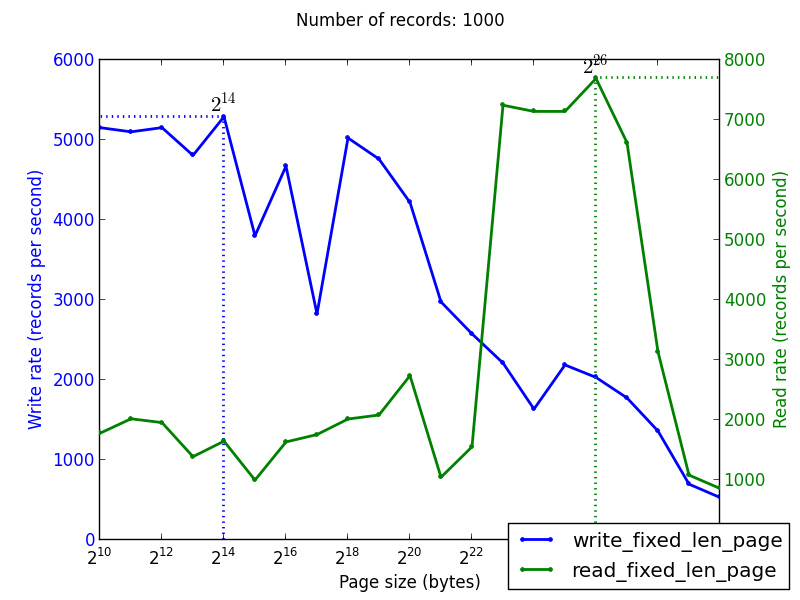 Number of records: 1000
6000
5000
4000
3000
2000
1000
0
Write rate (records per second)
2^14
2^26
8000
7000
6000
5000
4000
3000
2000
1000
Read rate (records per second)
2^10 2^12 2^14 2^16 2^18 2^20 2^22
Page size (bytes)
write_fixed_len_page
read_fixed_len_page